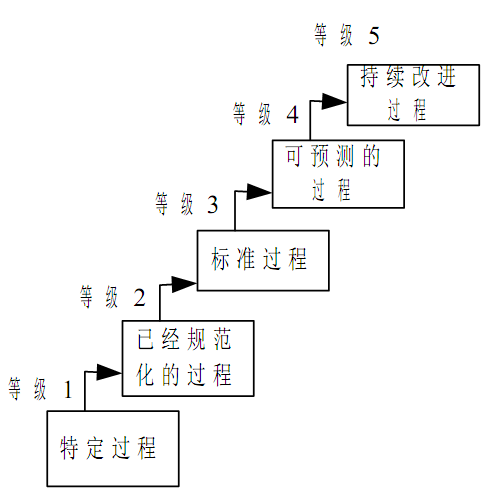 等级 5
持续改进
过程
等级 4
可预测的
过程
等级 3
标准过程
等级 2
已经规范
化的过程
等级 1
特定过程